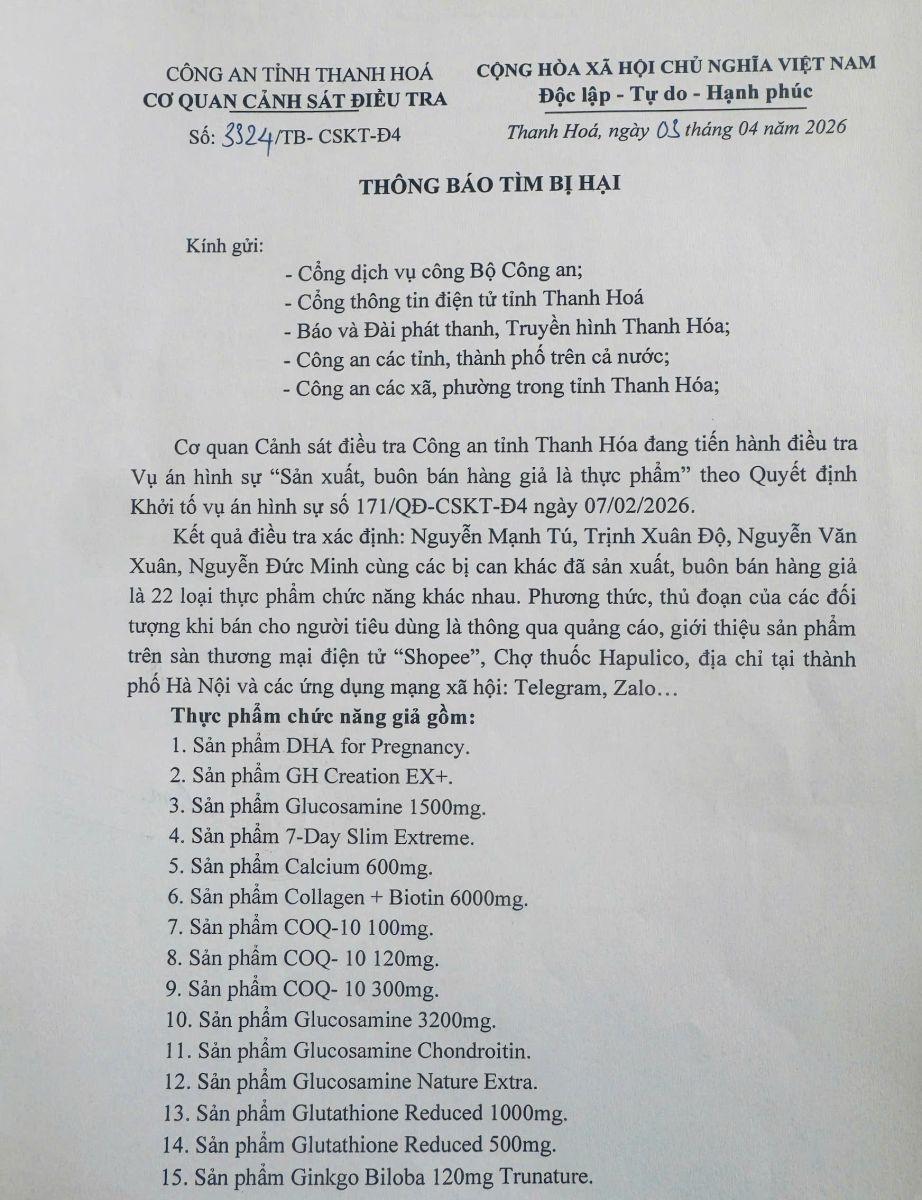 CÔNG AN TỈNH THANH HOÁ
CƠ QUAN CẢNH SÁT ĐIỀU TRA
Số: 3924/TB- CSKT-Đ4
CỘNG HÒA XÃ HỘI CHỦ NGHĨA VIỆT NAM
Độc lập - Tự do - Hạnh phúc
Thanh Hoá, ngày 03 tháng 04 năm 2026
THÔNG BÁO TÌM BỊ HẠI
Kính gửi:
- Cổng dịch vụ công Bộ Công an;
- Cổng thông tin điện tử tỉnh Thanh Hoá
- Báo và Đài phát thanh, Truyền hình Thanh Hóa;
- Công an các tỉnh, thành phố trên cả nước;
- Công an các xã, phường trong tỉnh Thanh Hóa;
Cơ quan Cảnh sát điều tra Công an tỉnh Thanh Hóa đang tiến hành điều tra
Vụ án hình sự “Sản xuất, buôn bán hàng giả là thực phẩm” theo Quyết định
Khởi tố vụ án hình sự số 171/QĐ-CSKT-Đ4 ngày 07/02/2026.
Kết quả điều tra xác định: Nguyễn Mạnh Tú, Trịnh Xuân Độ, Nguyễn Văn
Xuân, Nguyễn Đức Minh cùng các bị can khác đã sản xuất, buôn bán hàng giả
là 22 loại thực phẩm chức năng khác nhau. Phương thức, thủ đoạn của các đối
tượng khi bán cho người tiêu dùng là thông qua quảng cáo, giới thiệu sản phẩm
trên sàn thương mại điện tử “Shopee”, Chợ thuốc Hapulico, địa chỉ tại thành
phố Hà Nội và các ứng dụng mạng xã hội: Telegram, Zalo…
Thực phẩm chức năng giả gồm:
1. Sản phẩm DHA for Pregnancy.
2. Sản phẩm GH Creation EX+.
3. Sản phẩm Glucosamine 1500mg.
4. Sản phẩm 7-Day Slim Extreme.
5. Sản phẩm Calcium 600mg.
6. Sản phẩm Collagen + Biotin 6000mg.
7. Sản phẩm COQ-10 100mg.
8. Sản phẩm COQ- 10 120mg.
9. Sản phẩm COQ- 10 300mg.
10. Sản phẩm Glucosamine 3200mg.
11. Sản phẩm Glucosamine Chondroitin.
12. Sản phẩm Glucosamine Nature Extra.
13. Sản phẩm Glutathione Reduced 1000mg.
14. Sản phẩm Glutathione Reduced 500mg.
15. Sản phẩm Ginkgo Biloba 120mg Trunature.